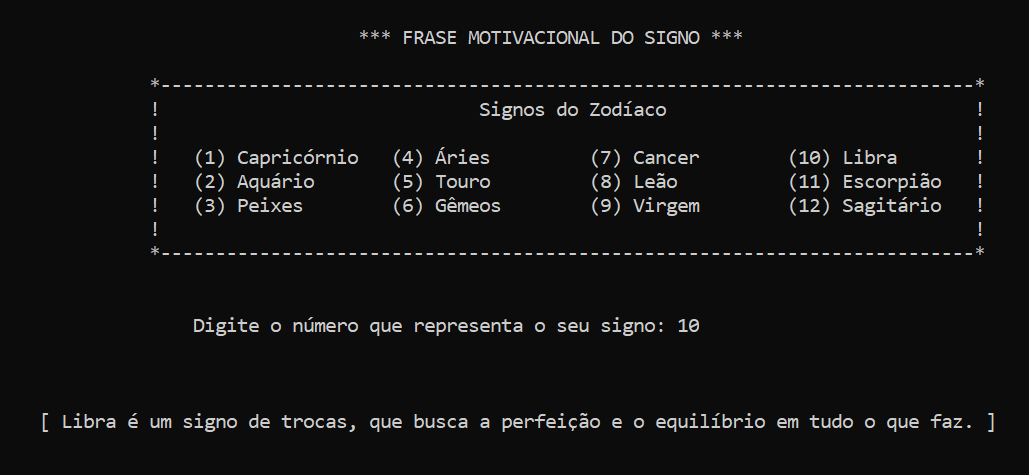 *** FRASE MOTIVACIONAL DO SIGNO ***
*--------------------------------------------------------------------------*
! Signos do Zodíaco !
! !
! (1) Capricórnio (4) Áries (7) Cancer (10) Libra !
! (2) Aquário (5) Touro (8) Leão (11) Escorpião !
! (3) Peixes (6) Gêmeos (9) Virgem (12) Sagitário !
! !
*--------------------------------------------------------------------------*
Digite o número que representa o seu signo: 10
[ Libra é um signo de trocas, que busca a perfeição e o equilíbrio em tudo o que faz. ]